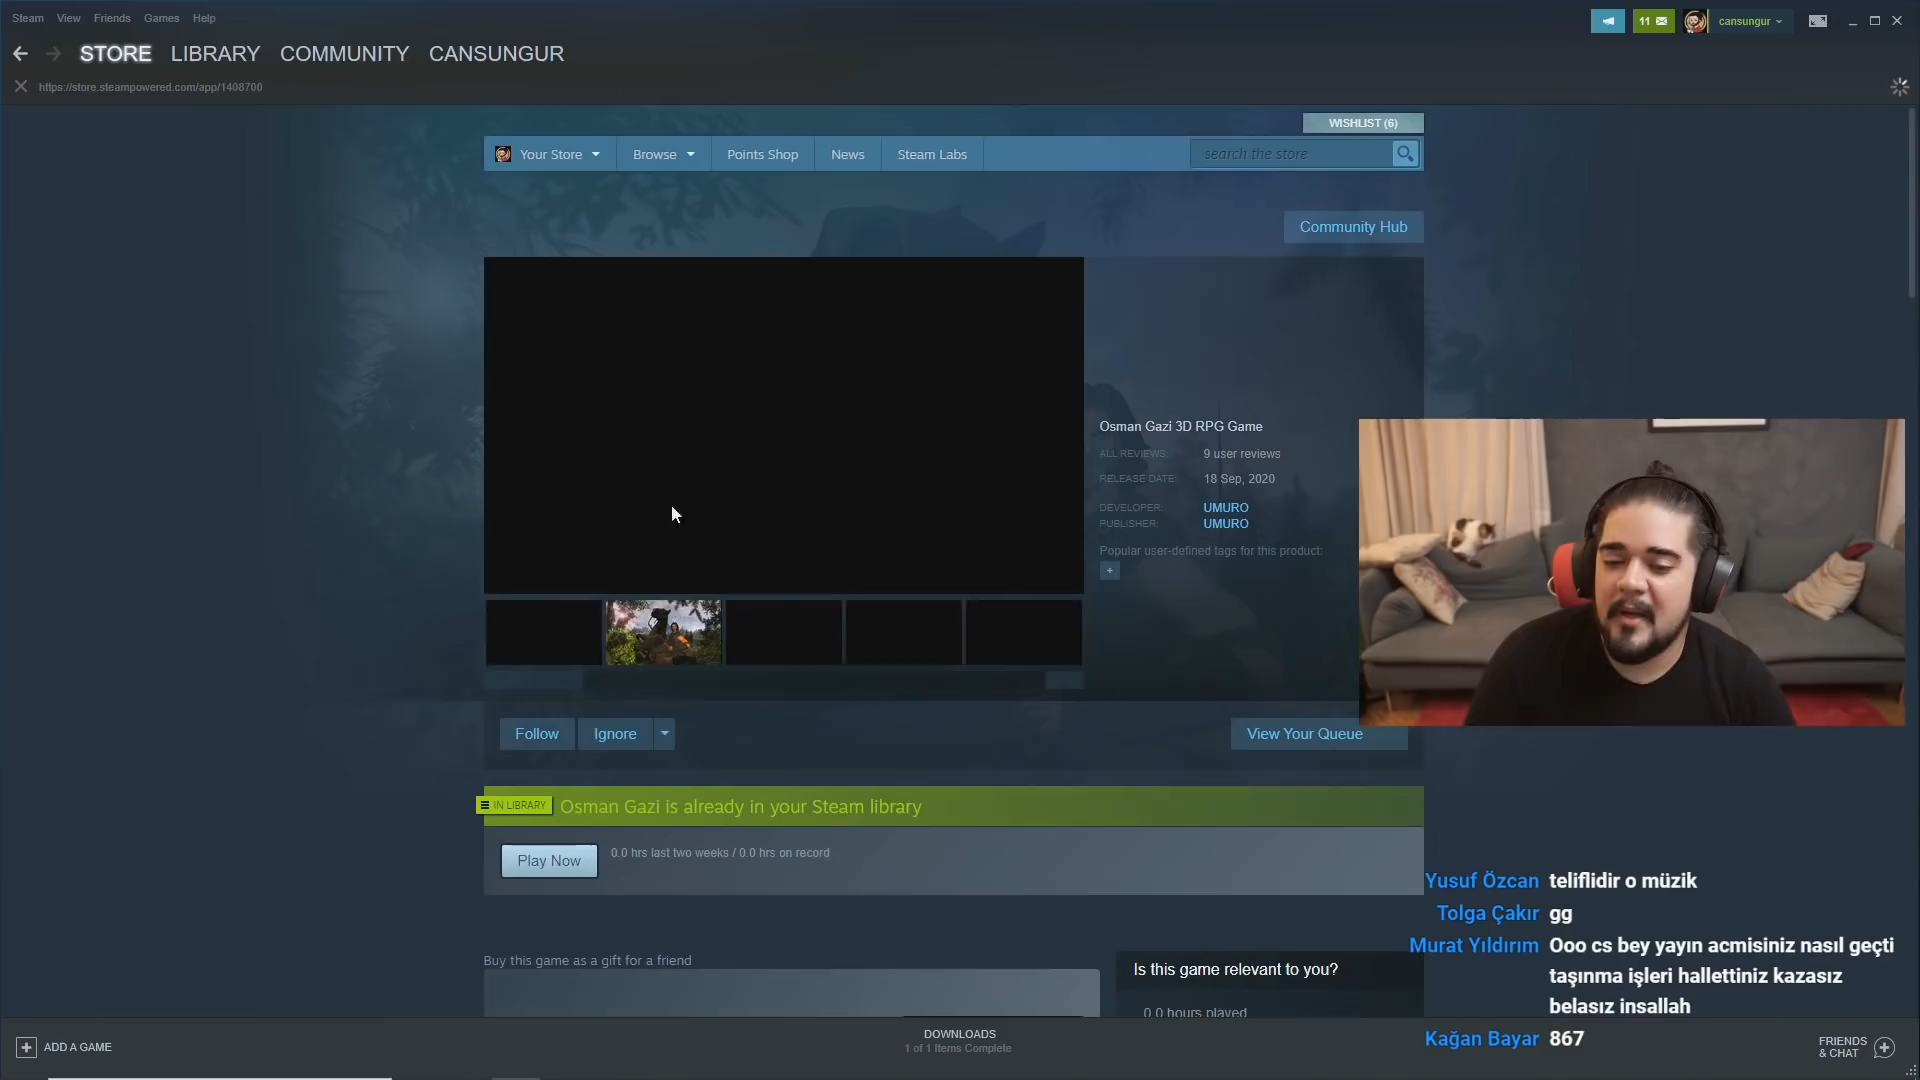 Steam View Friends Games Help
11 cansungur
STORE LIBRARY COMMUNITY CANSUNGUR
https://store.steampowered.com/app/1408700
WISHLIST (6)
Your Store Browse Points Shop News Steam Labs search the store
Community Hub
Osman Gazi 3D RPG Game
ALL REVIEWS: 9 user reviews
RELEASE DATE: 18 Sep, 2020
DEVELOPER: UMURO
PUBLISHER: UMURO
Popular user-defined tags for this product:
+
Follow Ignore View Your Queue
IN LIBRARY Osman Gazi is already in your Steam library
Play Now 0.0 hrs last two weeks / 0.0 hrs on record
Buy this game as a gift for a friend
Is this game relevant to you?
0.0 hours played
Yusuf Özcan teliflidir o müzik
Tolga Çakır gg
Murat Yıldırım Ooo cs bey yayın acmisiniz nasıl geçti
taşınma işleri hallettiniz kazasız
belasız insallah
Kağan Bayar 867
ADD A GAME
DOWNLOADS
1 of 1 Items Complete
FRIENDS
& CHAT